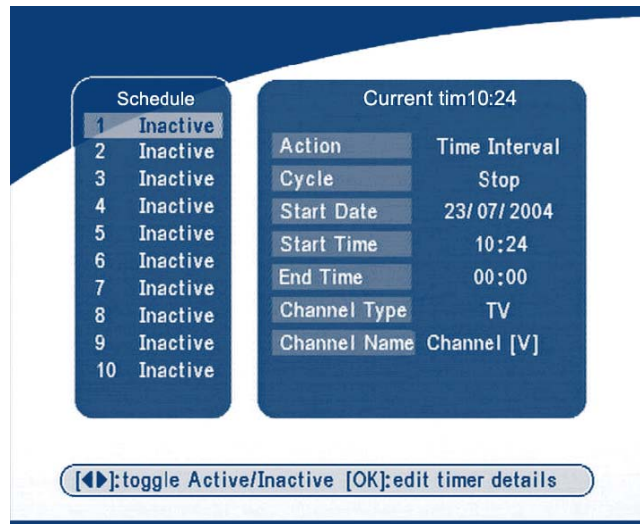 Schedule
1 Inactive
2 Inactive
3 Inactive
4 Inactive
5 Inactive
6 Inactive
7 Inactive
8 Inactive
9 Inactive
10 Inactive
Current tim10:24
Action Time Interval
Cycle Stop
Start Date 23/07/2004
Start Time 10:24
End Time 00:00
Channel Type TV
Channel Name Channel [V]
[◀▶]:toggle Active/Inactive [OK]:edit timer details